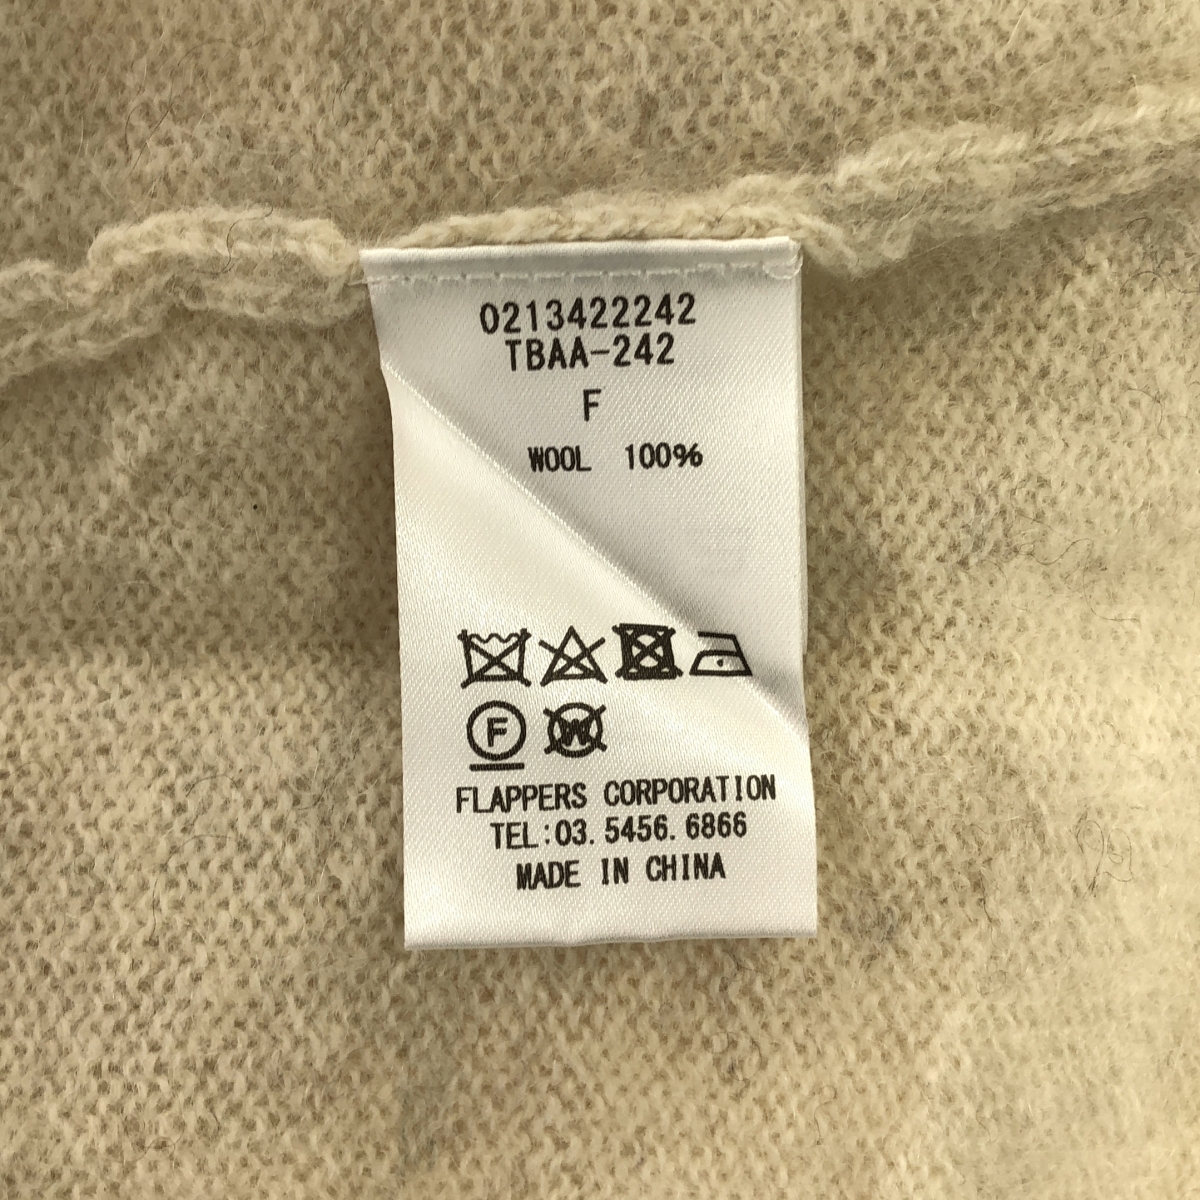 0213422242
TBAA-242
F
WOOL 100%
F W
FLAPPERS CORPORATION
TEL:03. 5456. 6866
MADE IN CHINA